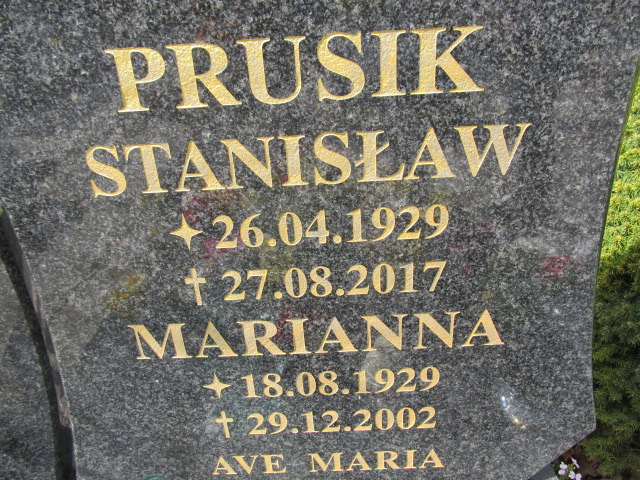 PRUSIK
STANISŁAW
✦ 26.04.1929
† 27.08.2017
MARIANNA
✦ 18.08.1929
† 29.12.2002
AVE MARIA